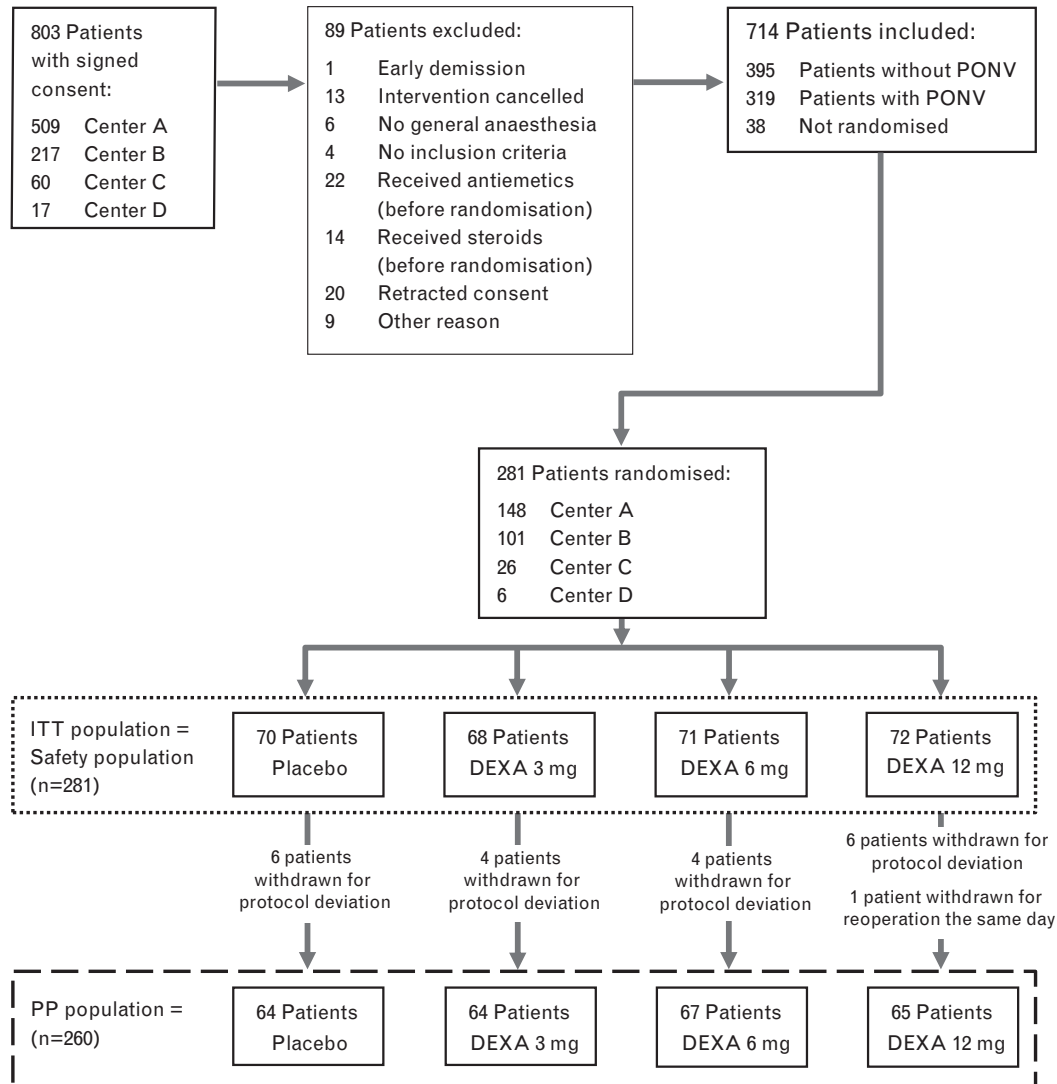 803 Patients
with signed
consent:
509 Center A
217 Center B
60 Center C
17 Center D
89 Patients excluded:
1 Early demission
13 Intervention cancelled
6 No general anaesthesia
4 No inclusion criteria
22 Received antiemetics
(before randomisation)
14 Received steroids
(before randomisation)
20 Retracted consent
9 Other reason
714 Patients included:
395 Patients without PONV
319 Patients with PONV
38 Not randomised
281 Patients randomised:
148 Center A
101 Center B
26 Center C
6 Center D
ITT population =
Safety population
(n=281)
70 Patients
Placebo
68 Patients
DEXA 3 mg
71 Patients
DEXA 6 mg
72 Patients
DEXA 12 mg
6 patients
withdrawn for
protocol deviation
4 patients
withdrawn for
protocol deviation
4 patients
withdrawn for
protocol deviation
6 patients withdrawn for
protocol deviation
1 patient withdrawn for
reoperation the same day
PP population =
(n=260)
64 Patients
Placebo
64 Patients
DEXA 3 mg
67 Patients
DEXA 6 mg
65 Patients
DEXA 12 mg